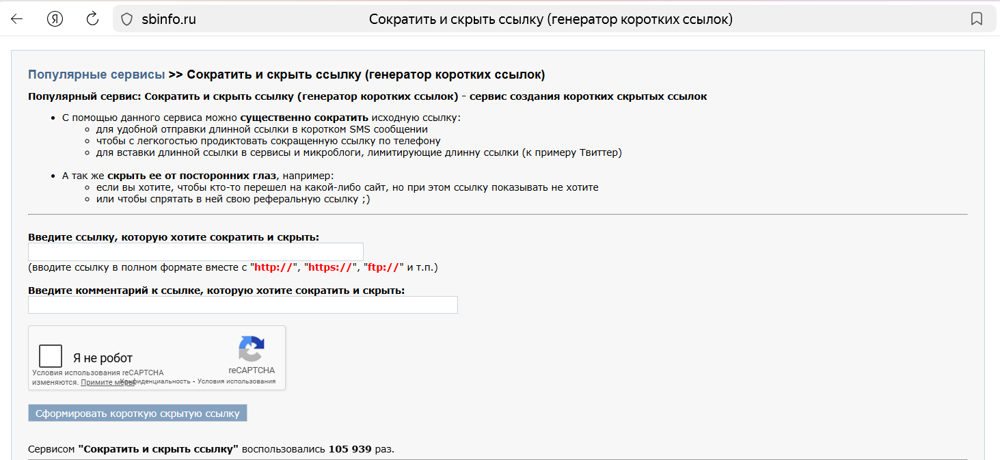 Я
sbinfo.ru
Сократить и скрыть ссылку (генератор коротких ссылок)
Популярные сервисы >> Сократить и скрыть ссылку (генератор коротких ссылок)
Популярный сервис: Сократить и скрыть ссылку (генератор коротких ссылок) - сервис создания коротких скрытых ссылок
С помощью данного сервиса можно существенно сократить исходную ссылку:
для удобной отправки длинной ссылки в коротком SMS сообщении
чтобы с легкогостью продиктовать сокращенную ссылку по телефону
для вставки длинной ссылки в сервисы и микроблоги, лимитирующие длинну ссылки (к примеру Твиттер)
А так же скрыть ее от посторонних глаз, например:
если вы хотите, чтобы кто-то перешел на какой-либо сайт, но при этом ссылку показывать не хотите
или чтобы спрятать в ней свою реферальную ссылку ;)
Введите ссылку, которую хотите сократить и скрыть:
(вводите ссылку в полном формате вместе с "http://", "https://", "ftp://" и т.п.)
Введите комментарий к ссылке, которую хотите сократить и скрыть:
Я не робот
reCAPTCHA
Условия использования reCAPTCHA
изменяются. Примите меры.
Конфиденциальность - Условия использования
Сформировать короткую скрытую ссылку
Сервисом "Сократить и скрыть ссылку" воспользовались 105 939 раз.